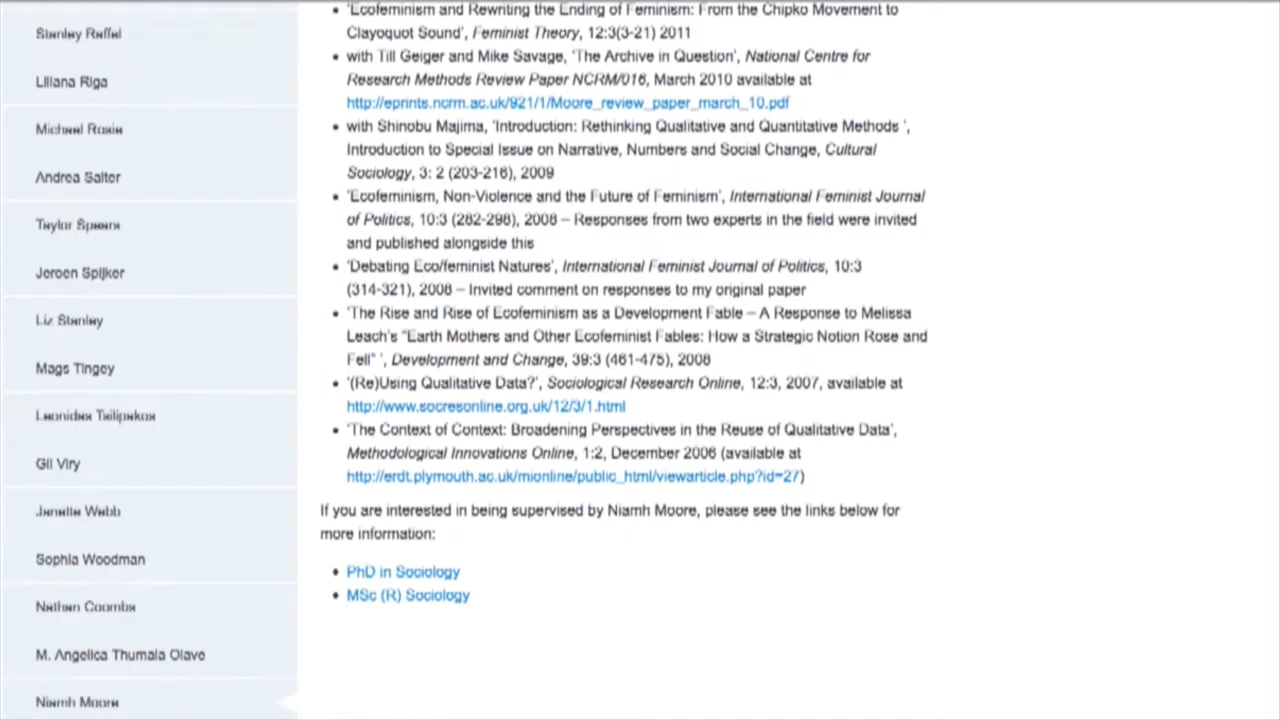 Stanley Raffel
Liliana Riga
Michael Rosie
Andrea Salter
Taylor Spears
Jeroen Spijker
Liz Stanley
Mags Tingey
Leonidas Tsilipakos
Gil Viry
Janette Webb
Sophia Woodman
Nathan Coombs
M. Angelica Thumala Olave
Niamh Moore
• 'Ecofeminism and Rewriting the Ending of Feminism: From the Chipko Movement to
Clayoquot Sound', Feminist Theory, 12:3(3-21) 2011
• with Till Geiger and Mike Savage, 'The Archive in Question', National Centre for
Research Methods Review Paper NCRM/016, March 2010 available at
http://eprints.ncrm.ac.uk/921/1/Moore_review_paper_march_10.pdf
• with Shinobu Majima, 'Introduction: Rethinking Qualitative and Quantitative Methods ',
Introduction to Special Issue on Narrative, Numbers and Social Change, Cultural
Sociology, 3: 2 (203-216), 2009
• 'Ecofeminism, Non-Violence and the Future of Feminism', International Feminist Journal
of Politics, 10:3 (282-298), 2008 – Responses from two experts in the field were invited
and published alongside this
• 'Debating Eco/feminist Natures', International Feminist Journal of Politics, 10:3
(314-321), 2008 – Invited comment on responses to my original paper
• 'The Rise and Rise of Ecofeminism as a Development Fable – A Response to Melissa
Leach's "Earth Mothers and Other Ecofeminist Fables: How a Strategic Notion Rose and
Fell" ', Development and Change, 39:3 (461-475), 2008
• '(Re)Using Qualitative Data?', Sociological Research Online, 12:3, 2007, available at
http://www.socresonline.org.uk/12/3/1.html
• 'The Context of Context: Broadening Perspectives in the Reuse of Qualitative Data',
Methodological Innovations Online, 1:2, December 2006 (available at
http://erdt.plymouth.ac.uk/mionline/public_html/viewarticle.php?id=27)
If you are interested in being supervised by Niamh Moore, please see the links below for
more information:
• PhD in Sociology
• MSc (R) Sociology